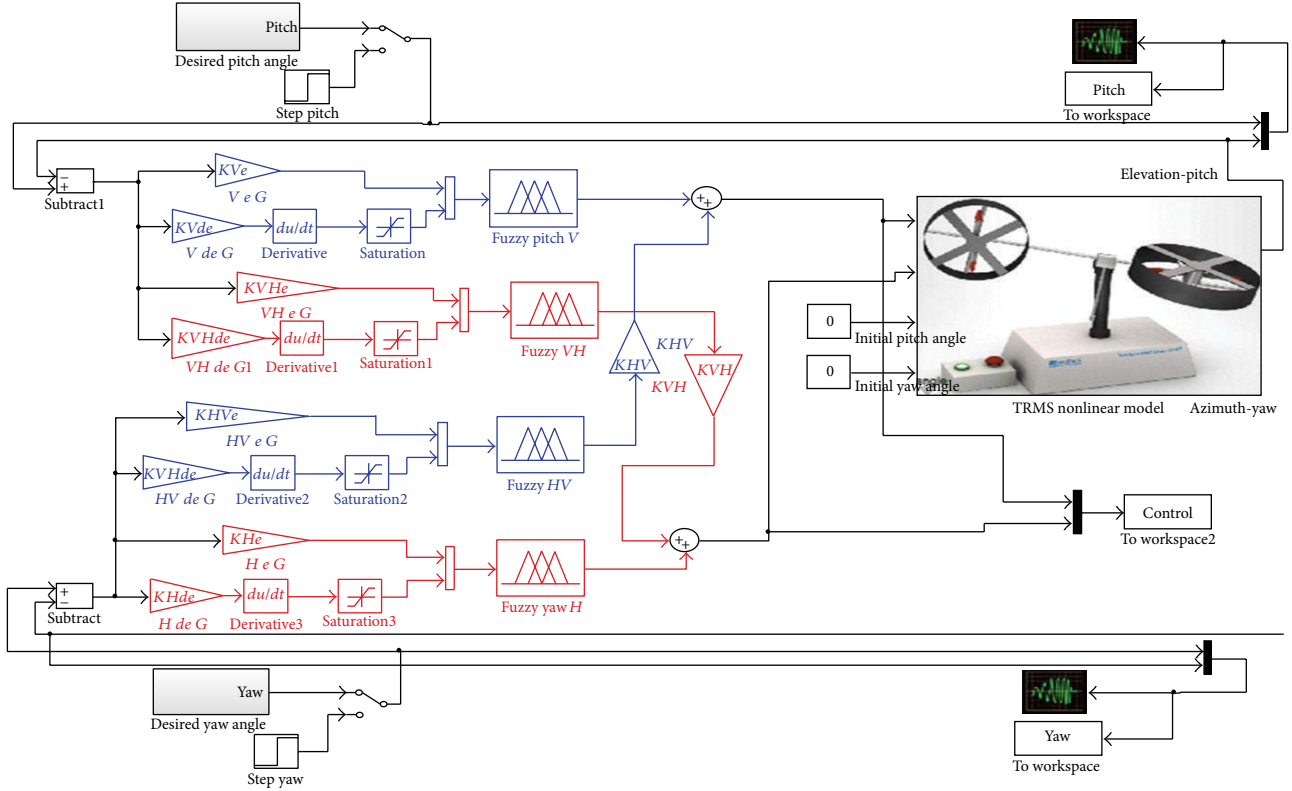 Pitch
Desired pitch angle
Step pitch
Pitch
To workspace
Elevation-pitch
−
+
Subtract1
KVe
V e G
KVde
V de G
du/dt
Derivative
Saturation
Fuzzy pitch V
++
KVHe
VH e G
KVHde
VH de G1
du/dt
Derivative1
Saturation1
Fuzzy VH
KHV
KHV
KVH
KVH
0
Initial pitch angle
0
Initial yaw angle
TRMS nonlinear model
Azimuth-yaw
KHVe
HV e G
KVHde
HV de G
du/dt
Derivative2
Saturation2
Fuzzy HV
Control
To workspace2
KHe
H e G
++
+
−
Subtract
KHde
H de G
du/dt
Derivative3
Saturation3
Fuzzy yaw H
Yaw
Desired yaw angle
Step yaw
Yaw
To workspace